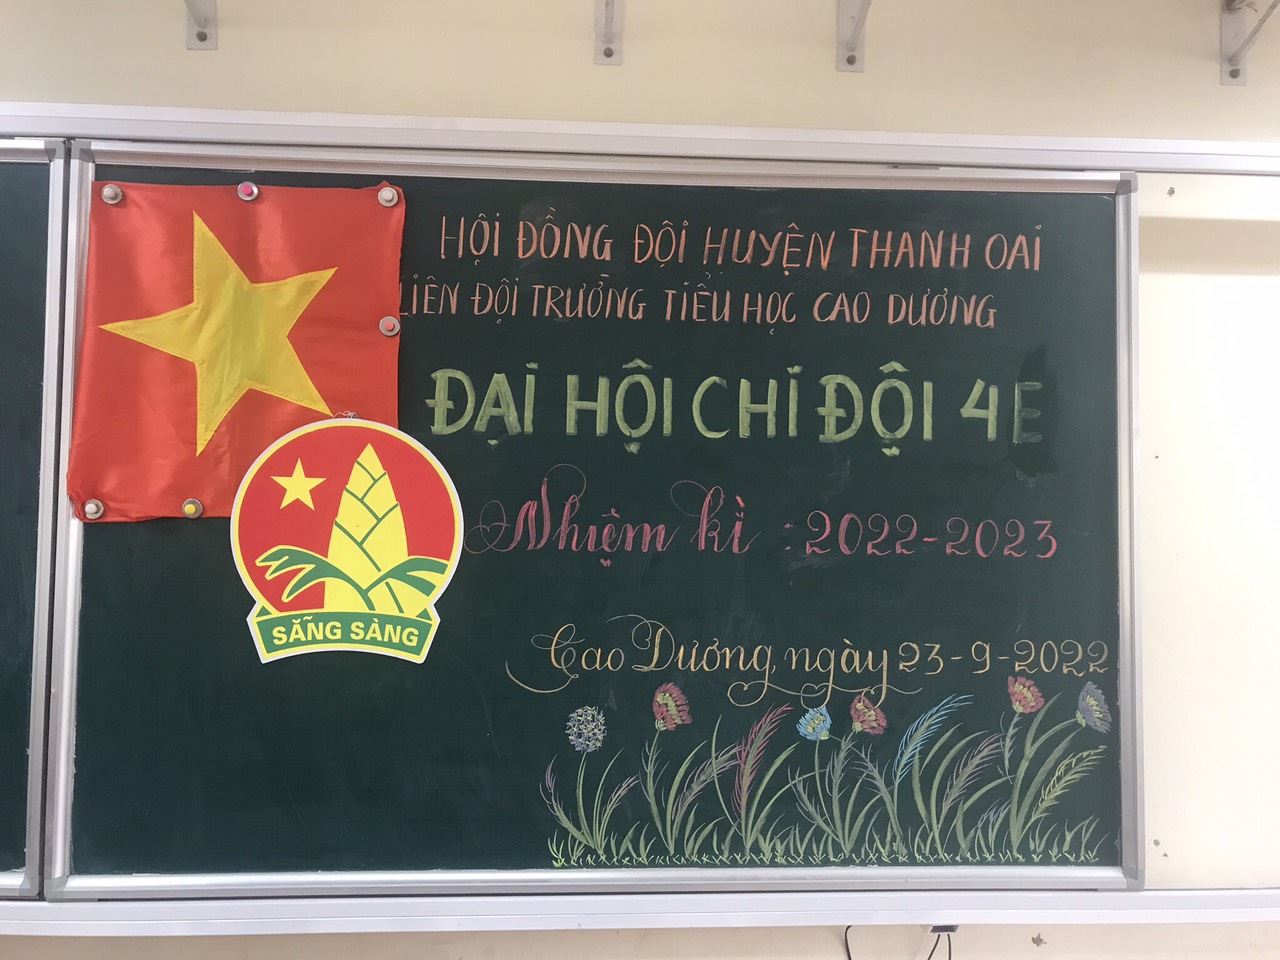 HỘI ĐỒNG ĐỘI HUYỆN THANH OAI
LIÊN ĐỘI TRƯỜNG TIỂU HỌC CAO DƯƠNG
ĐẠI HỘI CHI ĐỘI 4E
Nhiệm kì : 2022-2023
SẴNG SÀNG
Cao Dương, ngày 23-9-2022